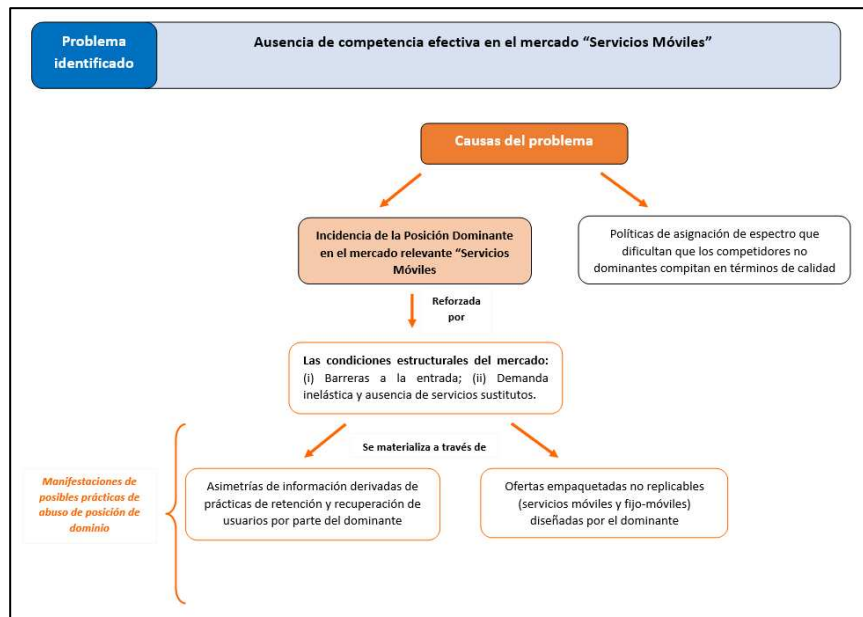 Problema
identificado
Ausencia de competencia efectiva en el mercado “Servicios Móviles”
Causas del problema
Incidencia de la Posición Dominante
en el mercado relevante “Servicios
Móviles
Políticas de asignación de espectro que
dificultan que los competidores no
dominantes compitan en términos de calidad
Reforzada
por
Las condiciones estructurales del mercado:
(i) Barreras a la entrada; (ii) Demanda
inelástica y ausencia de servicios sustitutos.
Se materializa a través de
Manifestaciones de
posibles prácticas de
abuso de posición de
dominio
Asimetrías de información derivadas de
prácticas de retención y recuperación de
usuarios por parte del dominante
Ofertas empaquetadas no replicables
(servicios móviles y fijo-móviles)
diseñadas por el dominante